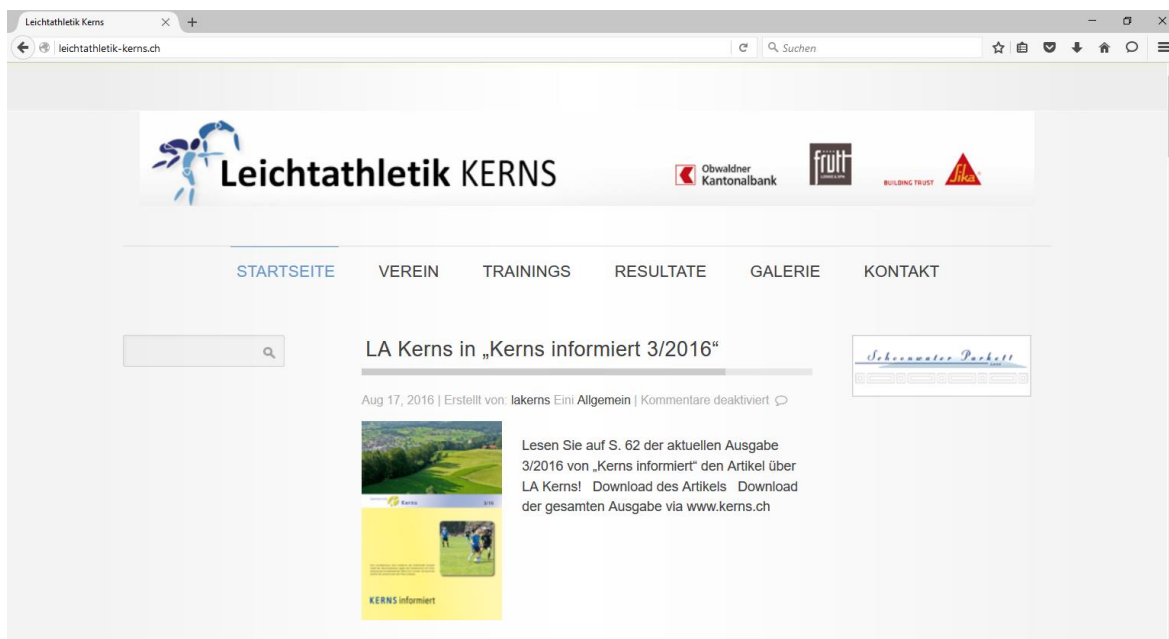 Leichtathletik Kerns
leichtathletik-kerns.ch
Suchen
Leichtathletik KERNS
Obwaldner
Kantonalbank
frutt
BUILDING TRUST
Sika
STARTSEITE VEREIN TRAININGS RESULTATE GALERIE KONTAKT
LA Kerns in „Kerns informiert 3/2016“
Schoenwater Parkett
Aug 17, 2016 | Erstellt von: lakerns Eini Allgemein | Kommentare deaktiviert
Lesen Sie auf S. 62 der aktuellen Ausgabe
3/2016 von „Kerns informiert“ den Artikel über
LA Kerns! Download des Artikels Download
der gesamten Ausgabe via www.kerns.ch
Kerns
3/16
KERNS informiert